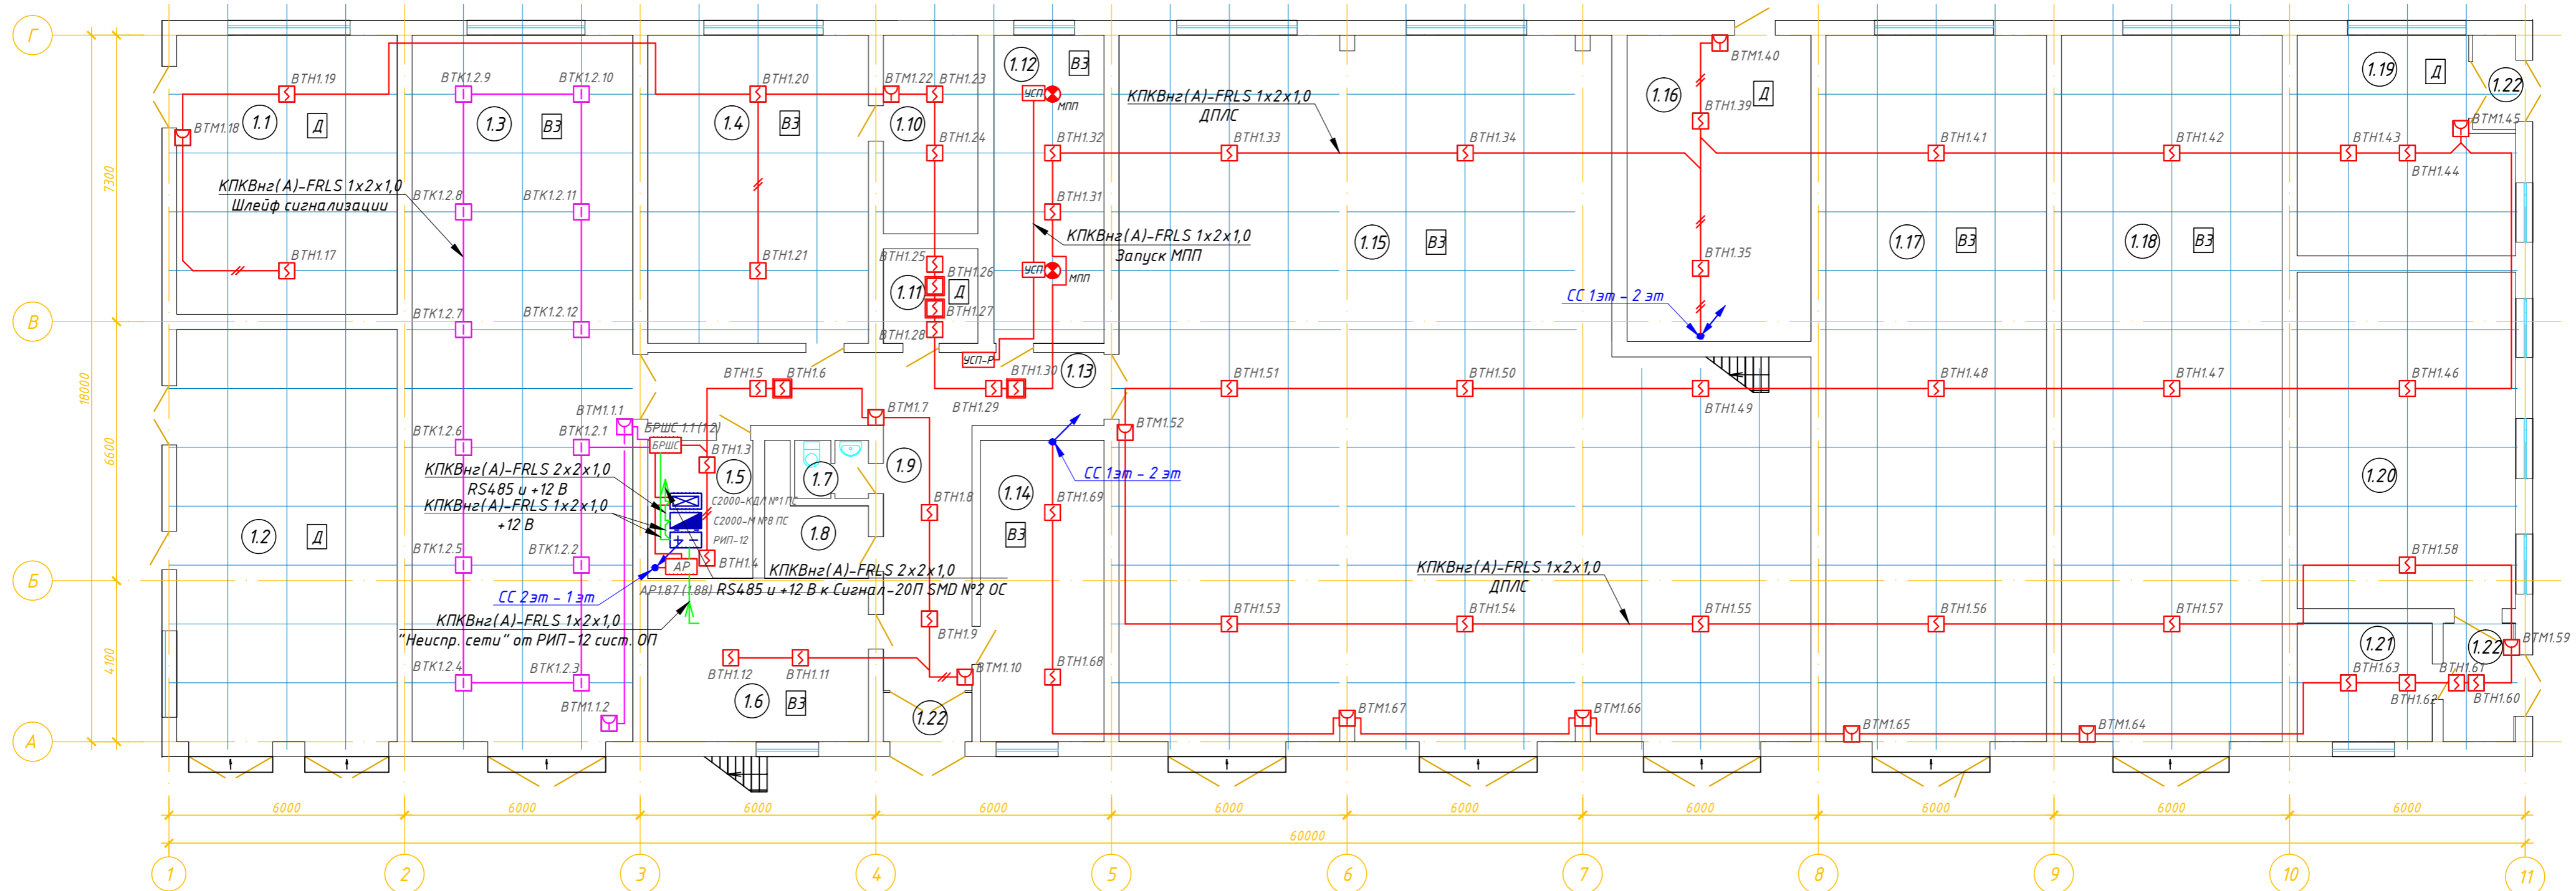 Г
В
Б
А
18000
7300
6600
4100
ВТН1.19
ВТК1.2.9
ВТК1.2.10
ВТН1.20
ВТМ1.22
ВТН1.23
1.12
В3
УСП
МПП
ВТМ1.40
1.16
Д
1.19
Д
1.22
1.1
Д
ВТМ1.18
1.3
В3
1.4
В3
1.10
ВТН1.24
ВТН1.32
КПКВнг(А)-FRLS 1х2х1,0
ДПЛС
ВТН1.33
ВТН1.34
ВТН1.39
ВТН1.41
ВТН1.42
ВТН1.43
ВТН1.44
ВТМ1.45
КПКВнг(А)-FRLS 1х2х1,0
Шлейф сигнализации
ВТК1.2.8
ВТК1.2.11
ВТН1.31
КПКВнг(А)-FRLS 1х2х1,0
Запуск МПП
1.15
В3
1.17
В3
1.18
В3
ВТН1.17
ВТН1.21
ВТН1.25
ВТН1.26
УСП
МПП
ВТН1.35
1.11
Д
ВТН1.27
СС 1эт - 2 эт
ВТК1.2.7
ВТК1.2.12
ВТН1.28
УСП-Р
1.13
ВТН1.5
ВТН1.6
ВТН1.29
ВТН1.30
ВТН1.51
ВТН1.50
ВТН1.49
ВТН1.48
ВТН1.47
ВТН1.46
ВТМ1.1.1
БРШС 1.1 (1.2)
БРШС
ВТМ1.7
ВТМ1.52
ВТК1.2.6
ВТК1.2.1
ВТН1.3
1.5
1.7
1.9
СС 1эт - 2 эт
1.20
КПКВнг(А)-FRLS 2х2х1,0
RS485 и +12 В
КПКВнг(А)-FRLS 1х2х1,0
+12 В
С2000-КДЛ №1 ПС
С2000-М №8 ПС
РИП-12
1.14
В3
ВТН1.8
ВТН1.69
1.2
Д
1.8
ВТК1.2.5
ВТК1.2.2
ВТН1.4
АР
АР1.87 (1.88)
КПКВнг(А)-FRLS 2х2х1,0
RS485 и +12 В к Сигнал-20П SMD №2 ОС
СС 2эт - 1 эт
КПКВнг(А)-FRLS 1х2х1,0
ДПЛС
ВТН1.58
КПКВнг(А)-FRLS 1х2х1,0
"Неиспр. сети" от РИП-12 сист. ОП
ВТН1.9
ВТН1.53
ВТН1.54
ВТН1.55
ВТН1.56
ВТН1.57
1.21
1.22
ВТМ1.59
ВТК1.2.4
ВТК1.2.3
ВТН1.12
ВТН1.11
ВТМ1.10
ВТН1.68
ВТН1.63
ВТН1.62
ВТН1.61
ВТН1.60
ВТМ1.1.2
1.6
В3
1.22
ВТМ1.67
ВТМ1.66
ВТМ1.65
ВТМ1.64
6000
6000
6000
6000
6000
6000
6000
6000
6000
6000
60000
1
2
3
4
5
6
7
8
9
10
11